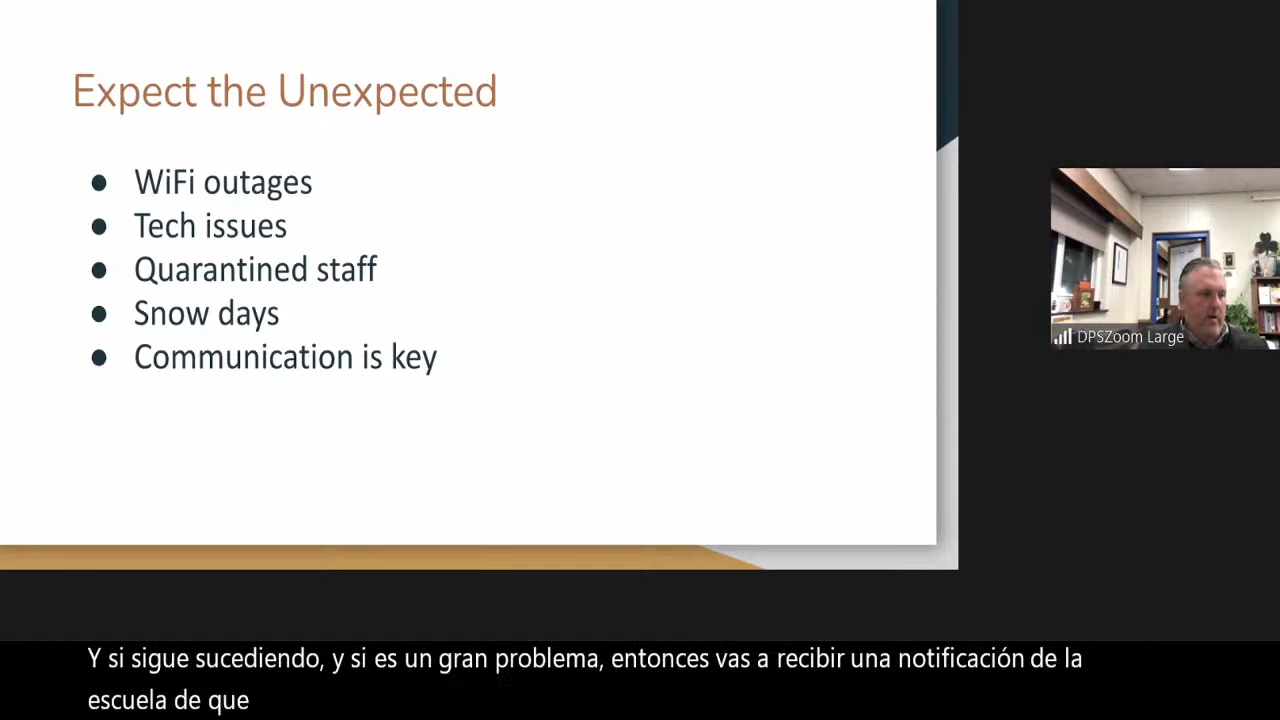 Expect the Unexpected
● WiFi outages
● Tech issues
● Quarantined staff
● Snow days
● Communication is key
DPSZoom Large
Y si sigue sucediendo, y si es un gran problema, entonces vas a recibir una notificación de la
escuela de que